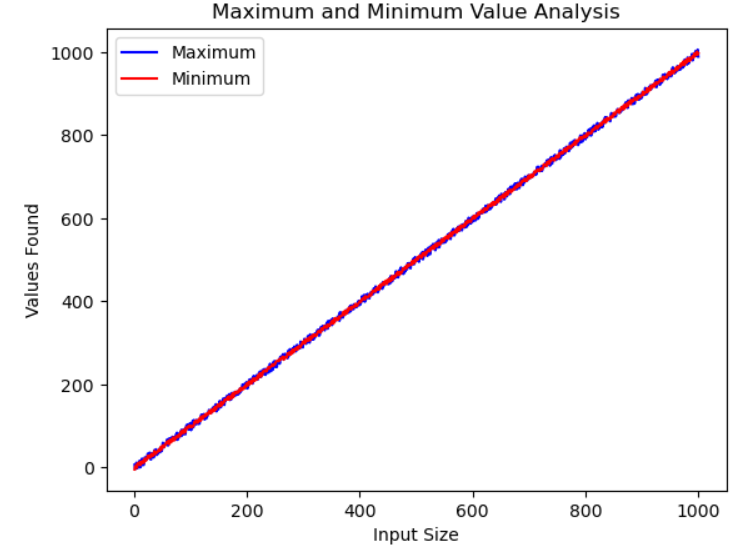 Maximum and Minimum Value Analysis
Maximum
Minimum
1000
800
600
400
200
0
Values Found
0 200 400 600 800 1000
Input Size